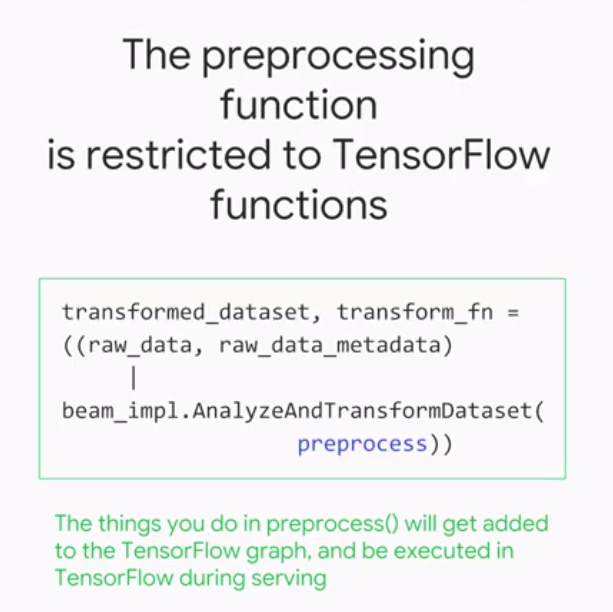 The preprocessing
function
is restricted to TensorFlow
functions
transformed_dataset, transform_fn =
((raw_data, raw_data_metadata)
|
beam_impl.AnalyzeAndTransformDataset(
preprocess))
The things you do in preprocess() will get added
to the TensorFlow graph, and be executed in
TensorFlow during serving